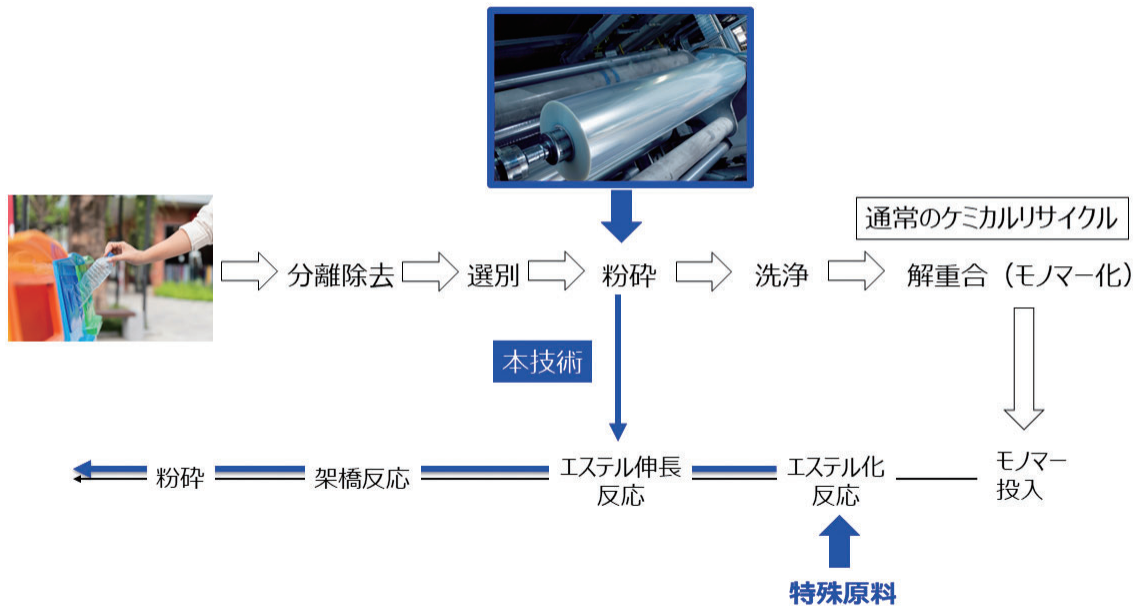 通常のケミカルリサイクル
分離除去
選別
粉砕
洗浄
解重合（モノマー化）
本技術
粉砕
架橋反応
エステル伸長
反応
エステル化
反応
モノマー
投入
特殊原料